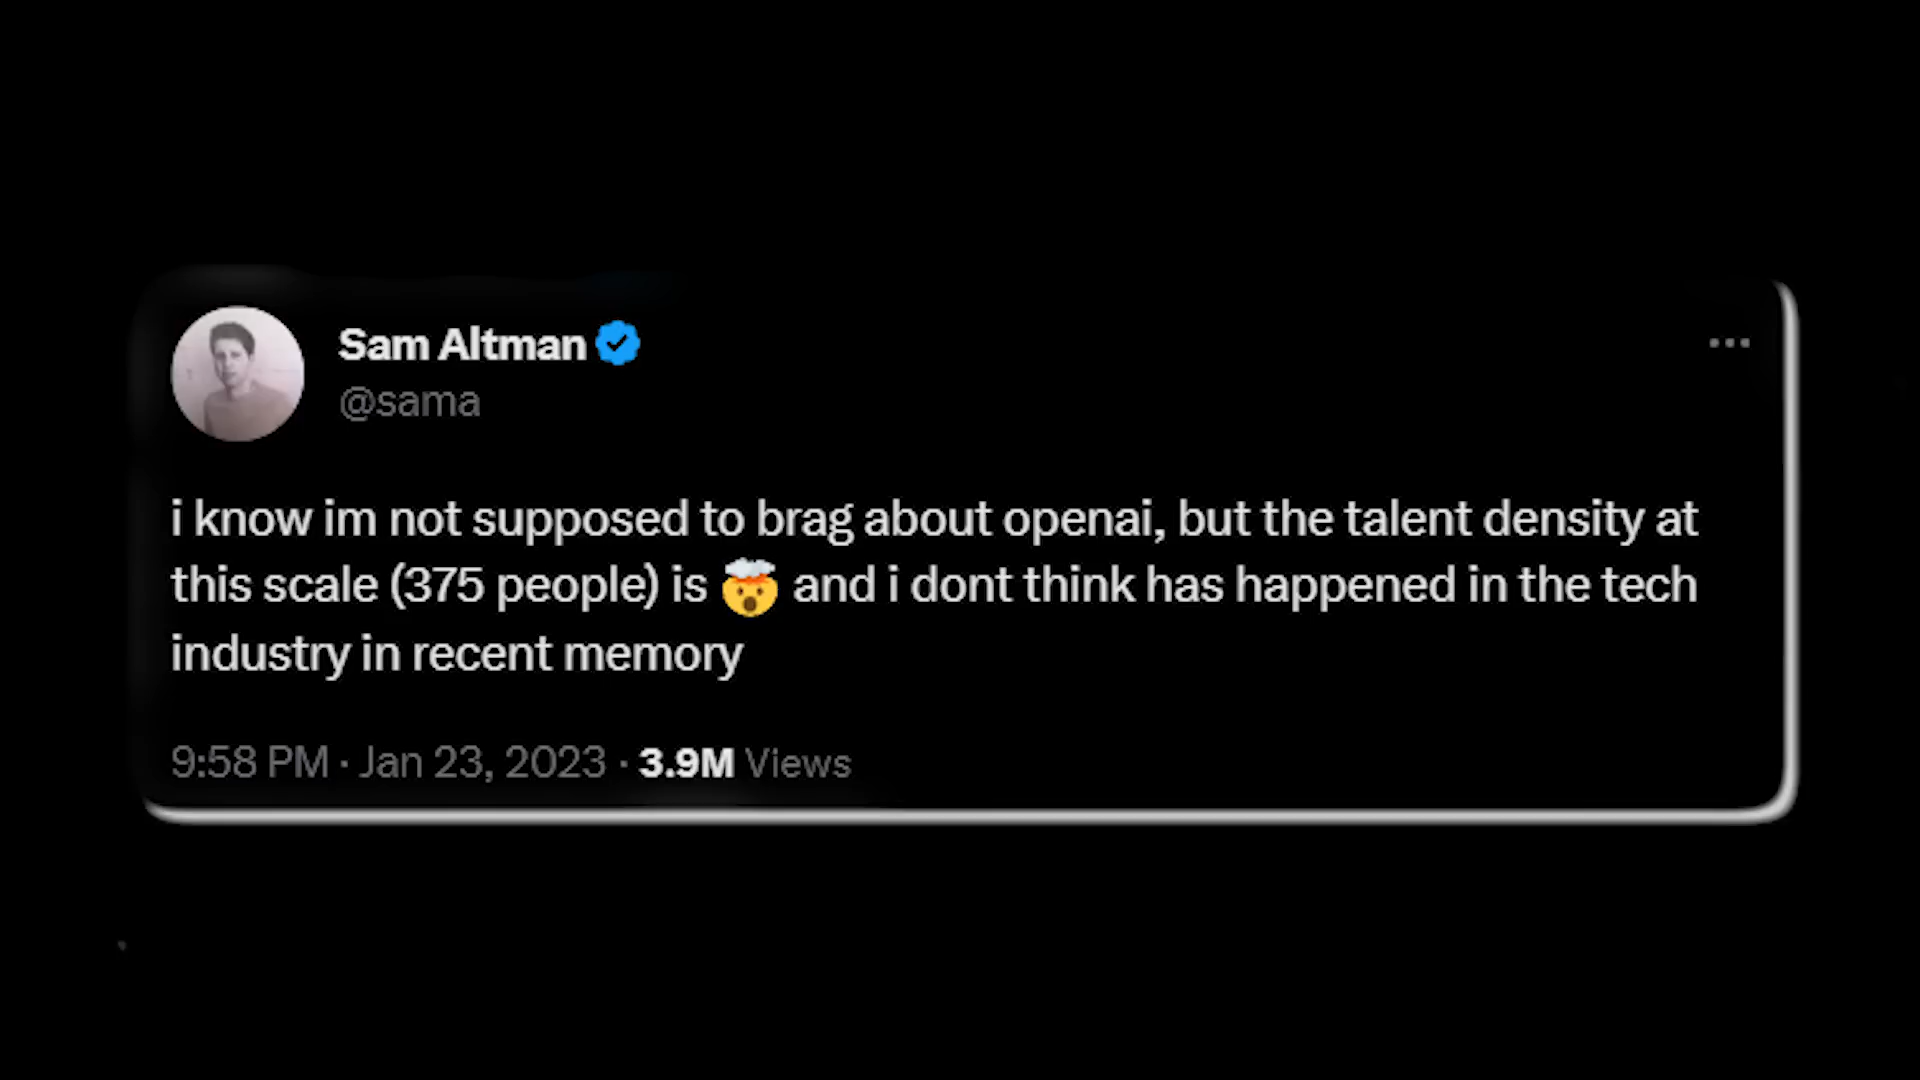 Sam Altman
@sama
i know im not supposed to brag about openai, but the talent density at
this scale (375 people) is 🤯 and i dont think has happened in the tech
industry in recent memory
9:58 PM · Jan 23, 2023 · 3.9M Views